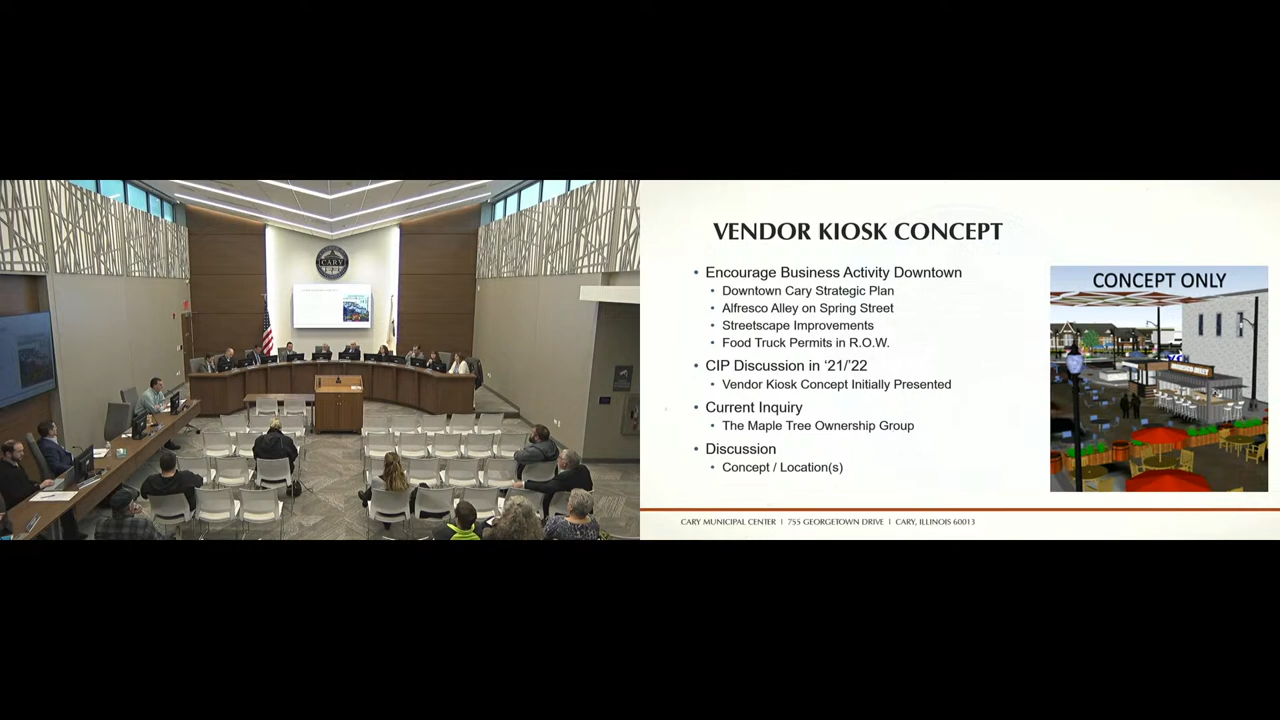 CARY
VENDOR KIOSK CONCEPT
• Encourage Business Activity Downtown
• Downtown Cary Strategic Plan
• Alfresco Alley on Spring Street
• Streetscape Improvements
• Food Truck Permits in R.O.W.
• CIP Discussion in ‘21/’22
• Vendor Kiosk Concept Initially Presented
• Current Inquiry
• The Maple Tree Ownership Group
• Discussion
• Concept / Location(s)
CONCEPT ONLY
CARY MUNICIPAL CENTER | 755 GEORGETOWN DRIVE | CARY, ILLINOIS 60013